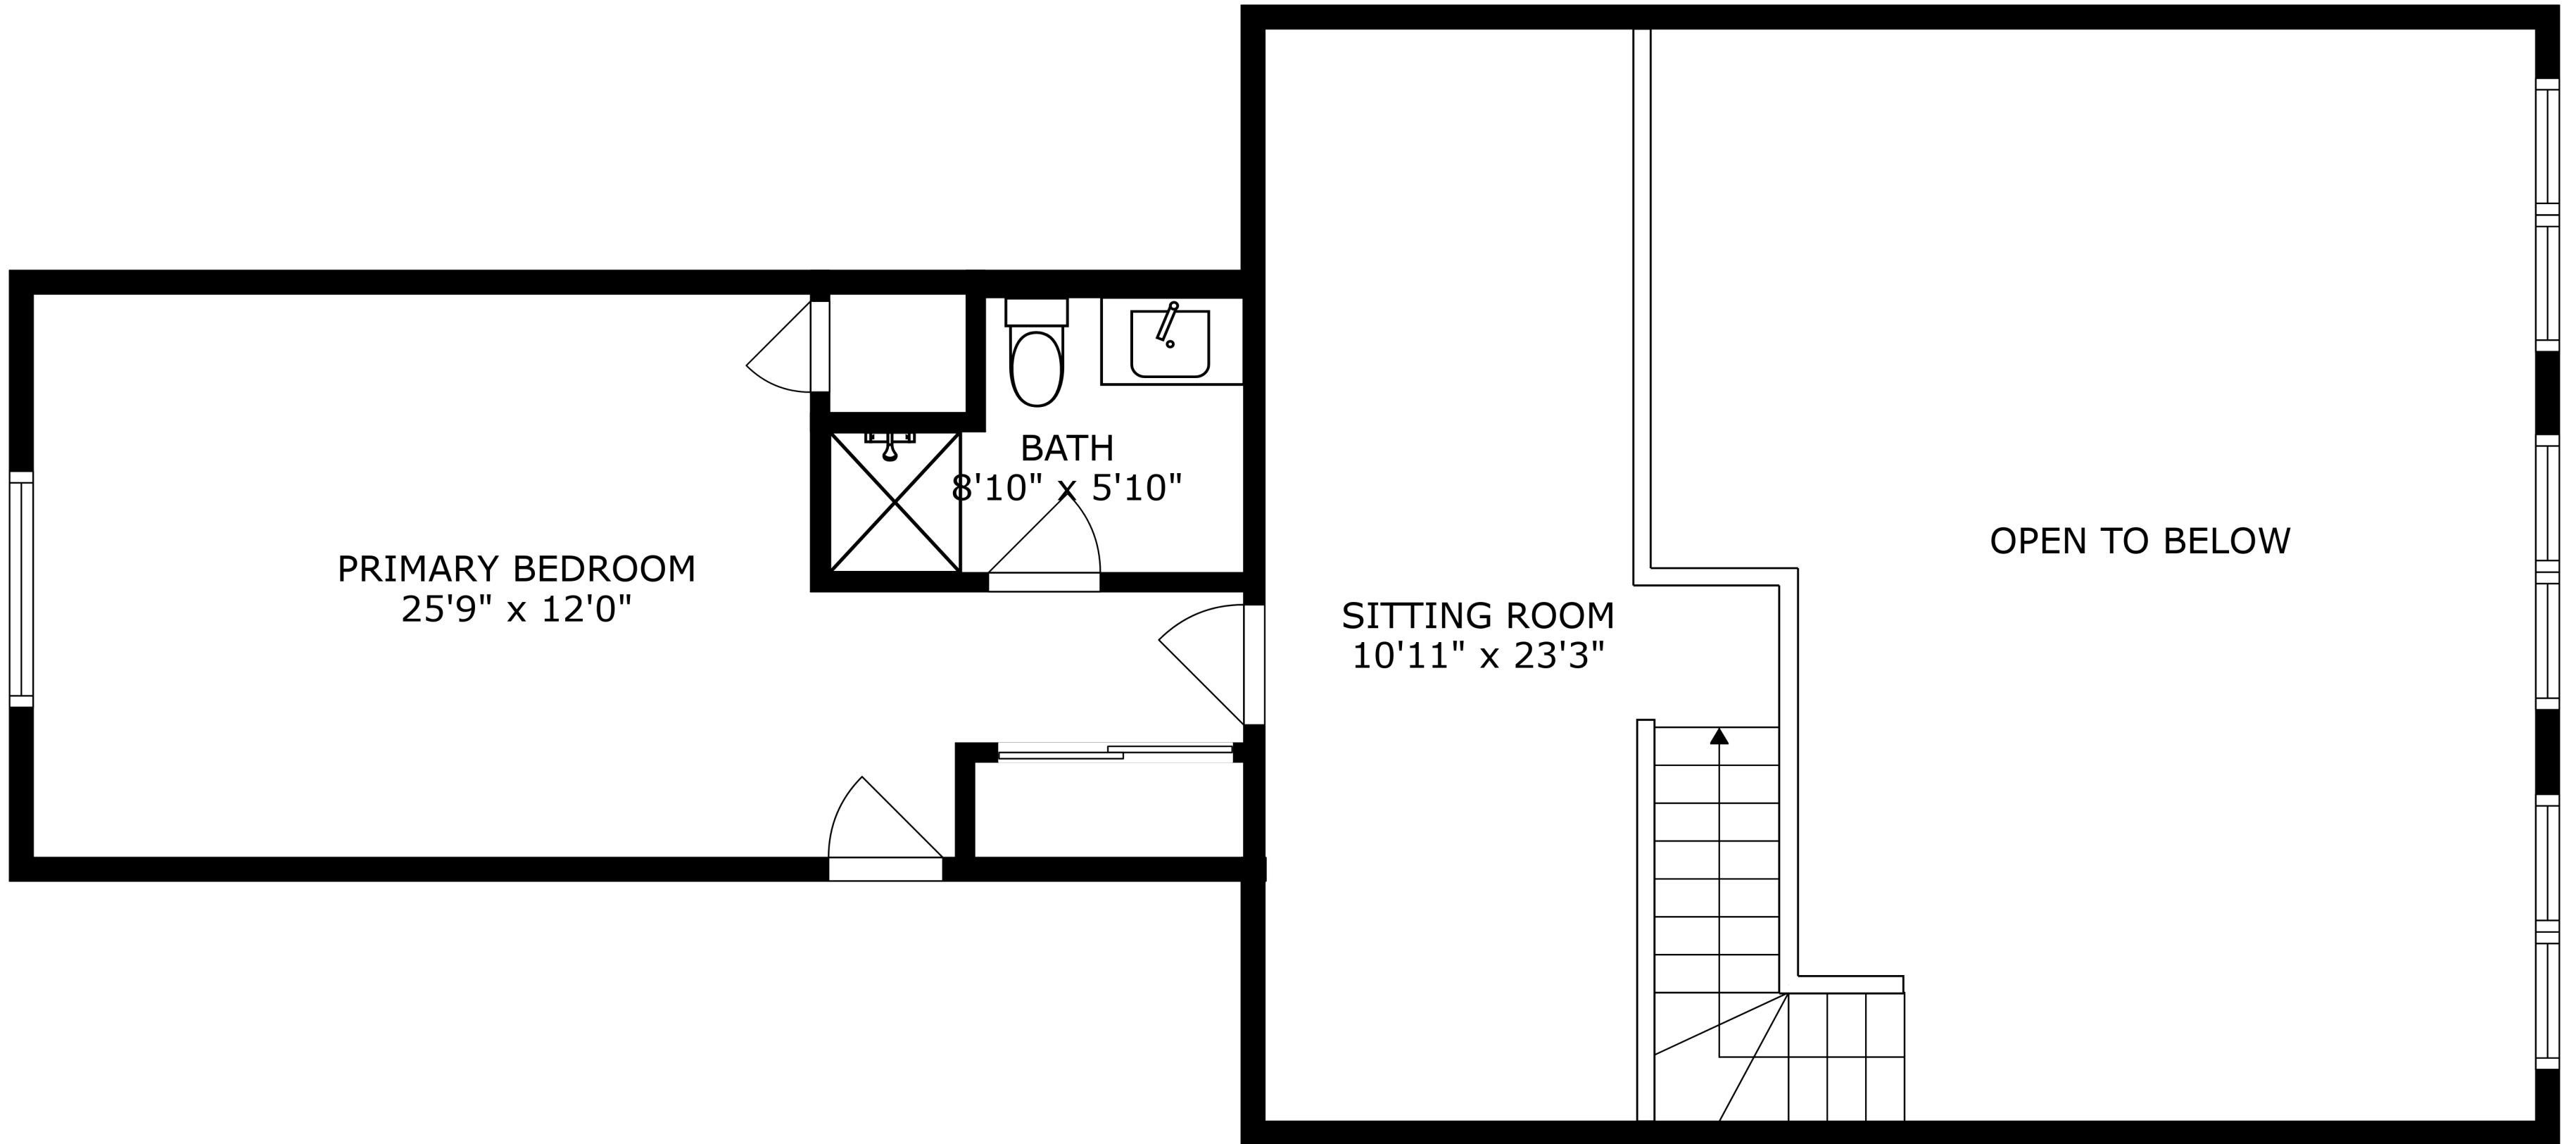 PRIMARY BEDROOM
25'9" x 12'0"
BATH
8'10" x 5'10"
SITTING ROOM
10'11" x 23'3"
OPEN TO BELOW